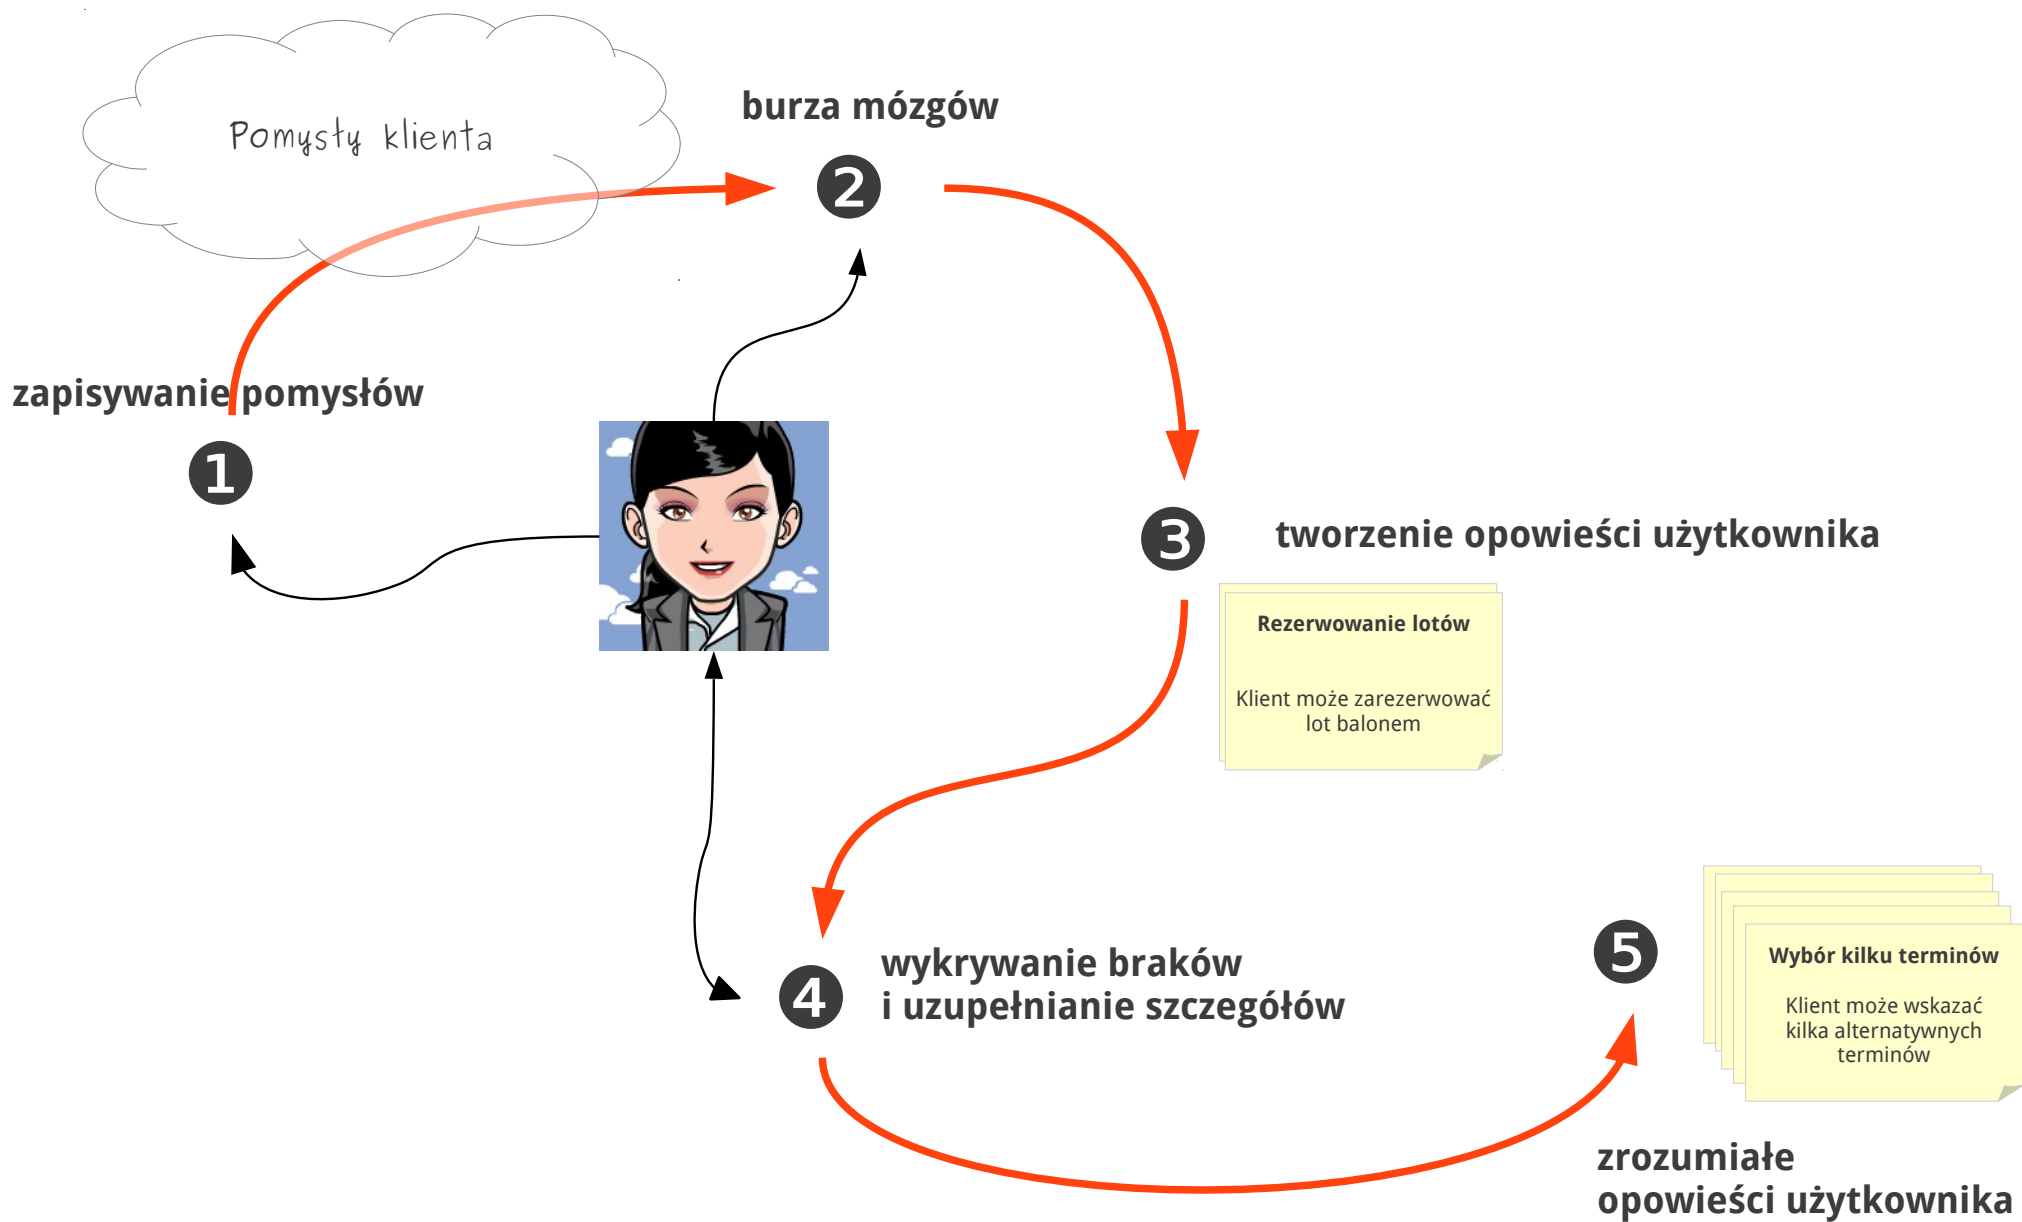 Pomysły klienta
burza mózgów
2
zapisywanie pomysłów
1
3
tworzenie opowieści użytkownika
Rezerwowanie lotów
Klient może zarezerwować
lot balonem
4
wykrywanie braków
i uzupełnianie szczegółów
5
Wybór kilku terminów
Klient może wskazać
kilka alternatywnych
terminów
zrozumiałe
opowieści użytkownika